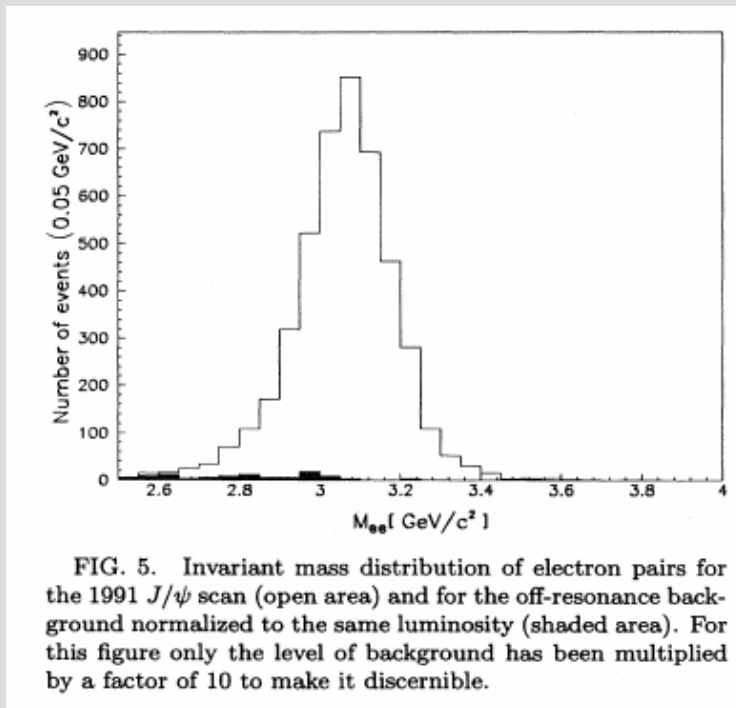 900
800
700
600
500
400
300
200
100
0
Number of events (0.05 GeV/c²)
2.6 2.8 3 3.2 3.4 3.6 3.8 4
Mₑₑ[ GeV/c² ]
FIG. 5. Invariant mass distribution of electron pairs for
the 1991 J/ψ scan (open area) and for the off-resonance back-
ground normalized to the same luminosity (shaded area). For
this figure only the level of background has been multiplied
by a factor of 10 to make it discernible.